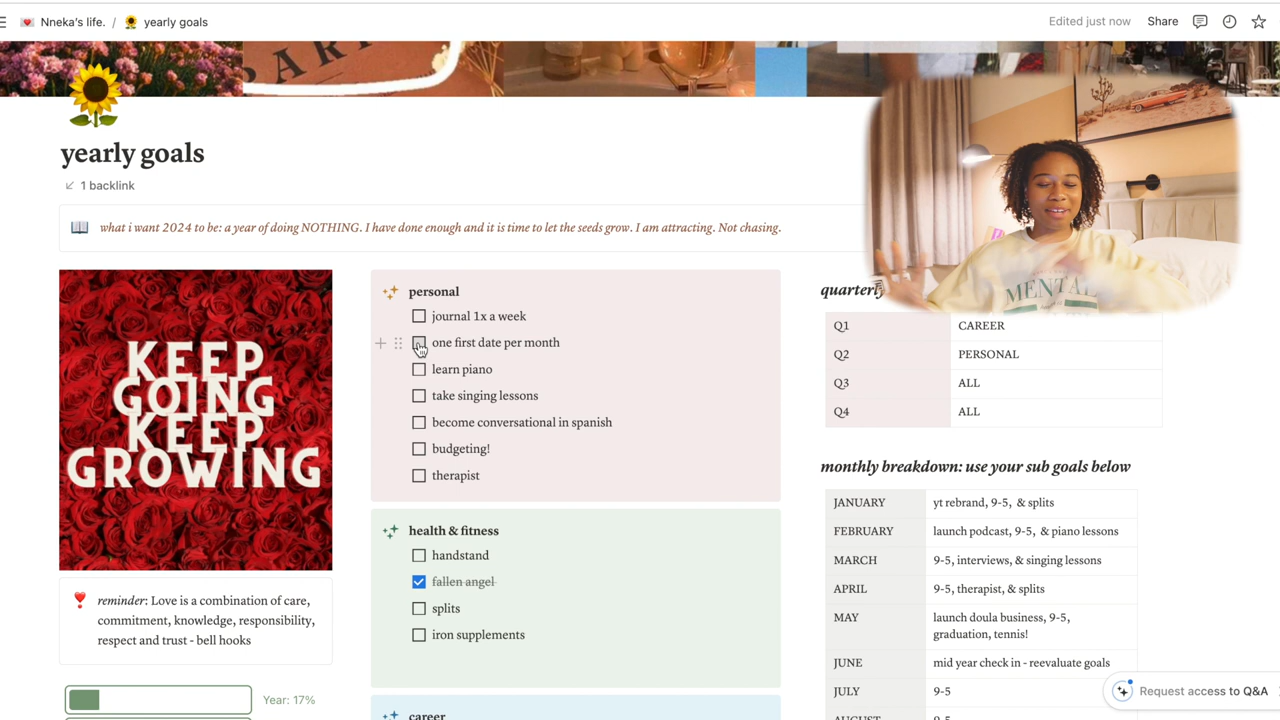 Nneka's life. / yearly goals
Edited just now Share
PAR
yearly goals
1 backlink
what i want 2024 to be: a year of doing NOTHING. I have done enough and it is time to let the seeds grow. I am attracting. Not chasing.
KEEP
GOING
KEEP
GROWING
reminder: Love is a combination of care,
commitment, knowledge, responsibility,
respect and trust - bell hooks
Year: 17%
personal
journal 1x a week
one first date per month
learn piano
take singing lessons
become conversational in spanish
budgeting!
therapist
health & fitness
handstand
fallen angel
splits
iron supplements
career
MENTAL
quarterly
Q1 CAREER
Q2 PERSONAL
Q3 ALL
Q4 ALL
monthly breakdown: use your sub goals below
JANUARY yt rebrand, 9-5, & splits
FEBRUARY launch podcast, 9-5, & piano lessons
MARCH 9-5, interviews, & singing lessons
APRIL 9-5, therapist, & splits
MAY launch doula business, 9-5,
graduation, tennis!
JUNE mid year check in - reevaluate goals
JULY 9-5
AUGUST 9-5
Request access to Q&A